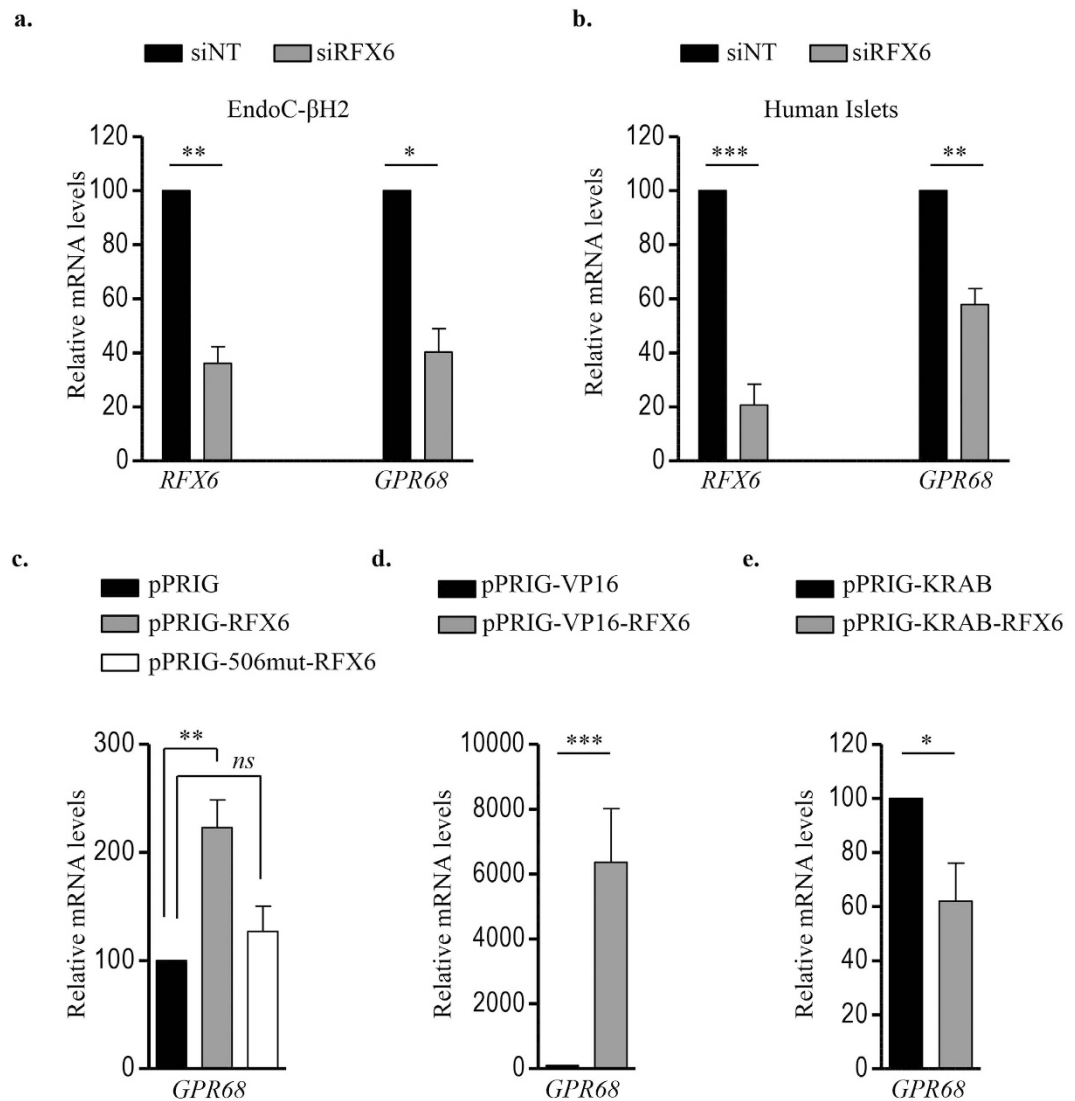 a.
siNT siRFX6
EndoC-βH2
Relative mRNA levels
120
100
80
60
40
20
0
** *
RFX6 GPR68
b.
siNT siRFX6
Human Islets
Relative mRNA levels
120
100
80
60
40
20
0
*** **
RFX6 GPR68
c.
pPRIG
pPRIG-RFX6
pPRIG-506mut-RFX6
Relative mRNA levels
300
200
100
0
**
ns
GPR68
d.
pPRIG-VP16
pPRIG-VP16-RFX6
Relative mRNA levels
10000
8000
6000
4000
2000
0
***
GPR68
e.
pPRIG-KRAB
pPRIG-KRAB-RFX6
Relative mRNA levels
120
100
80
60
40
20
0
*
GPR68